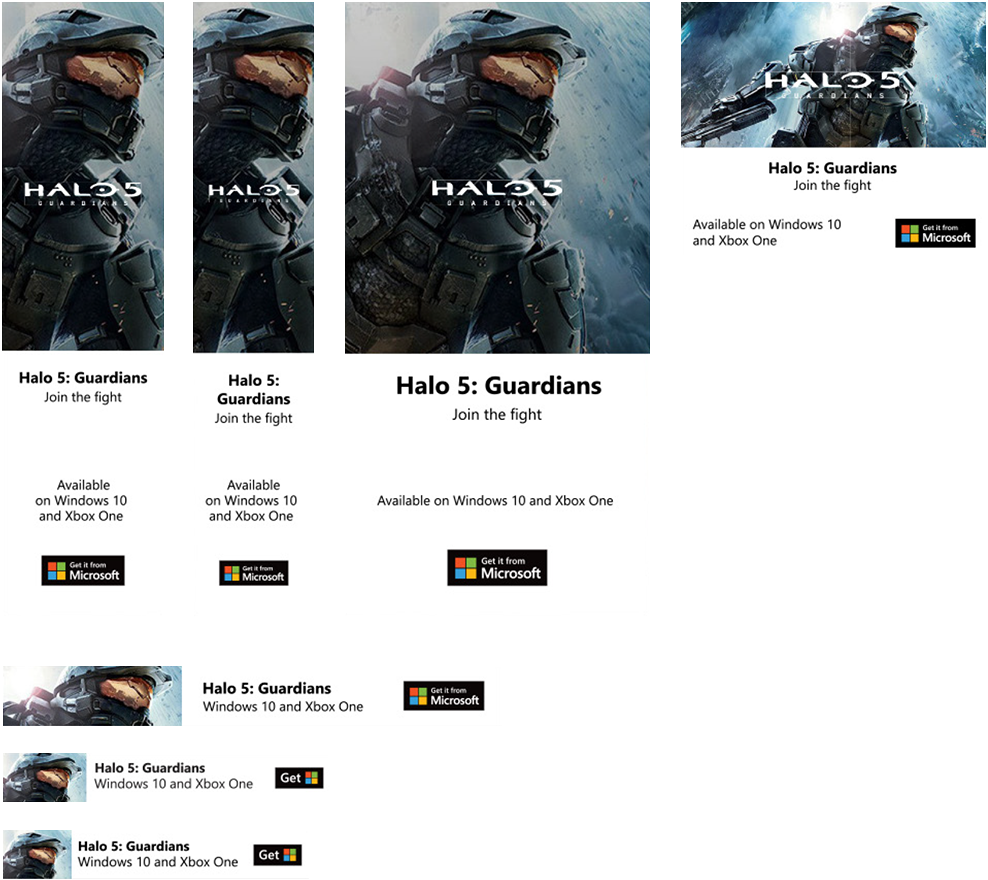 HALO 5
GUARDIANS
Halo 5: Guardians
Join the fight
Available
on Windows 10
and Xbox One
Get it from
Microsoft
HALO 5
GUARDIANS
Halo 5:
Guardians
Join the fight
Available
on Windows 10
and Xbox One
Get it from
Microsoft
HALO 5
GUARDIANS
Halo 5: Guardians
Join the fight
Available on Windows 10 and Xbox One
Get it from
Microsoft
HALO 5
GUARDIANS
Halo 5: Guardians
Join the fight
Available on Windows 10
and Xbox One
Get it from
Microsoft
Halo 5: Guardians
Windows 10 and Xbox One
Get it from
Microsoft
Halo 5: Guardians
Windows 10 and Xbox One
Get
Halo 5: Guardians
Windows 10 and Xbox One
Get